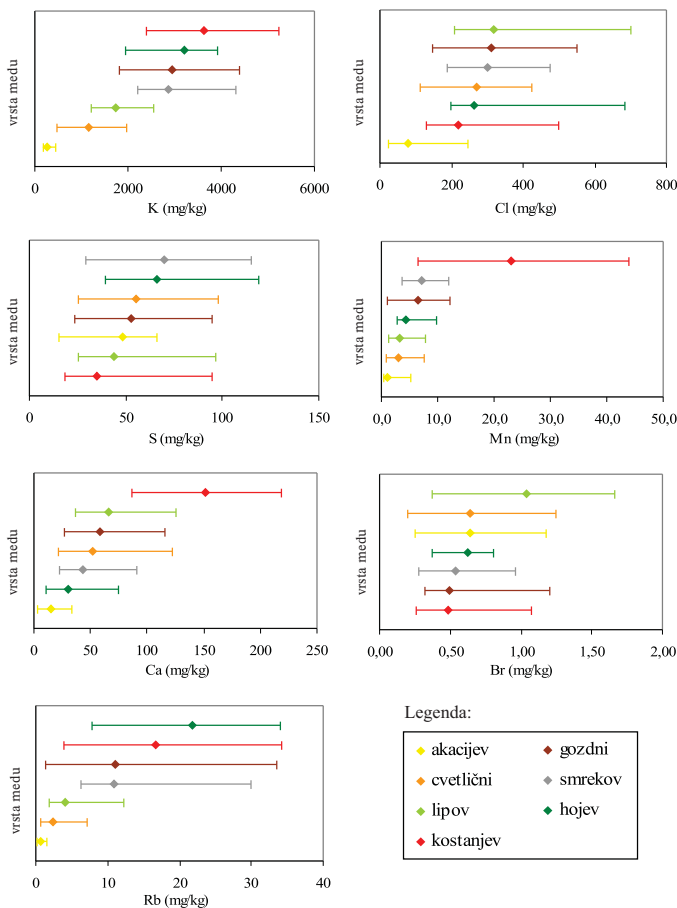 vrsta medu
0 2000 4000 6000
K (mg/kg)
vrsta medu
0 200 400 600 800
Cl (mg/kg)
vrsta medu
0 50 100 150
S (mg/kg)
vrsta medu
0,0 10,0 20,0 30,0 40,0 50,0
Mn (mg/kg)
vrsta medu
0 50 100 150 200 250
Ca (mg/kg)
vrsta medu
0,00 0,50 1,00 1,50 2,00
Br (mg/kg)
vrsta medu
0 10 20 30 40
Rb (mg/kg)
Legenda:
akacijev gozdni
cvetlični smrekov
lipov hojev
kostanjev